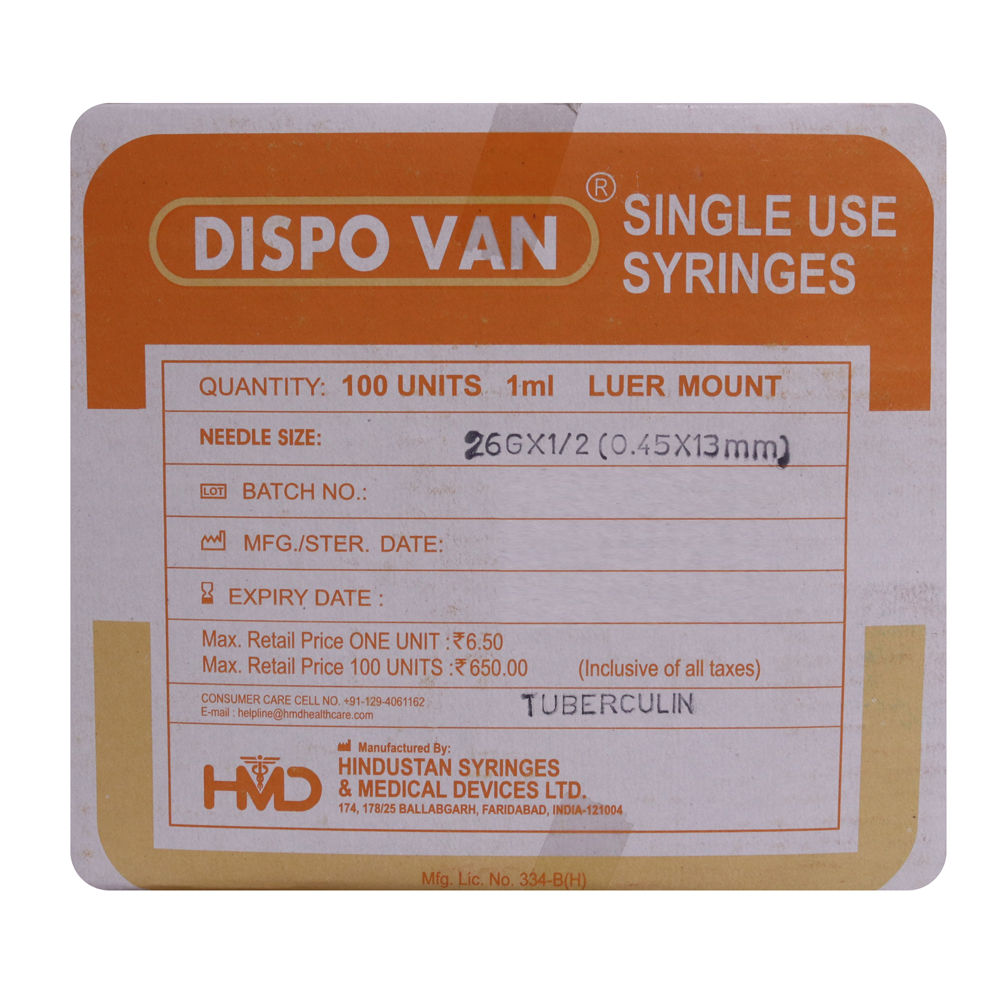 DISPO VAN ® SINGLE USE
SYRINGES
QUANTITY: 100 UNITS 1ml LUER MOUNT
NEEDLE SIZE: 26GX1/2 (0.45X13mm)
LOT BATCH NO.:
MFG./STER. DATE:
EXPIRY DATE :
Max. Retail Price ONE UNIT :₹6.50
Max. Retail Price 100 UNITS :₹650.00 (Inclusive of all taxes)
CONSUMER CARE CELL NO. +91-129-4061162
E-mail : helpline@hmdhealthcare.com
TUBERCULIN
HMD
Manufactured By:
HINDUSTAN SYRINGES
& MEDICAL DEVICES LTD.
174, 178/25 BALLABGARH, FARIDABAD, INDIA-121004
Mfg. Lic. No. 334-B(H)